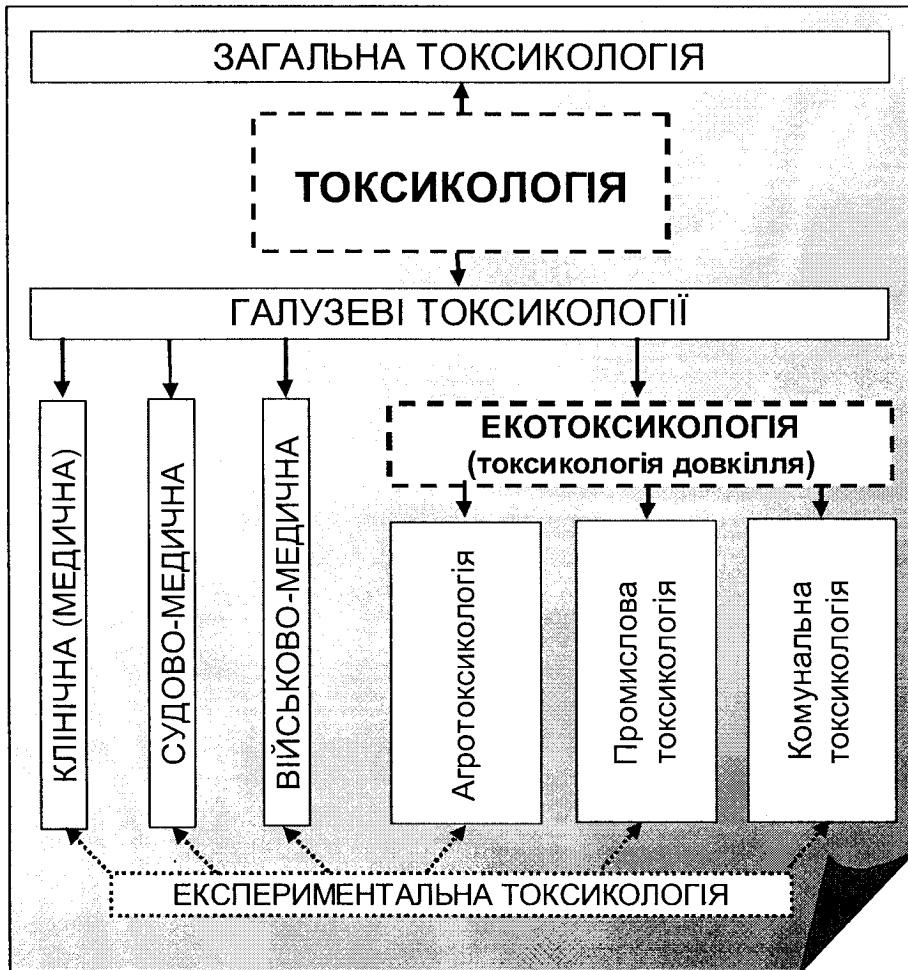 ЗАГАЛЬНА ТОКСИКОЛОГІЯ
ТОКСИКОЛОГІЯ
ГАЛУЗЕВІ ТОКСИКОЛОГІЇ
КЛІНІЧНА (МЕДИЧНА)
СУДОВО-МЕДИЧНА
ВІЙСЬКОВО-МЕДИЧНА
ЕКОТОКСИКОЛОГІЯ
(токсикологія довкілля)
Агротоксикологія
Промислова
токсикологія
Комунальна
токсикологія
ЕКСПЕРИМЕНТАЛЬНА ТОКСИКОЛОГІЯ